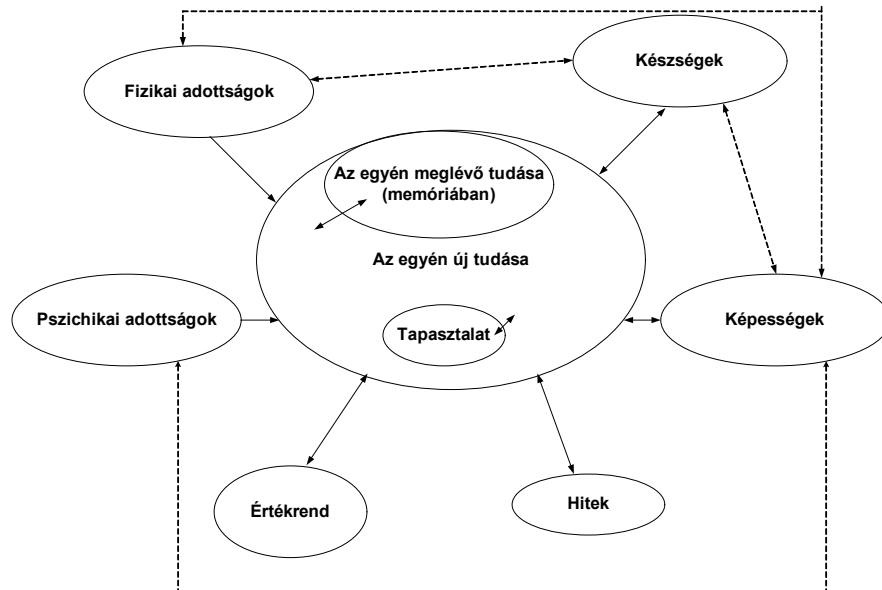 Készségek
Fizikai adottságok
Az egyén meglévő tudása
(memóriában)
Az egyén új tudása
Pszichikai adottságok
Tapasztalat
Képességek
Értékrend
Hitek